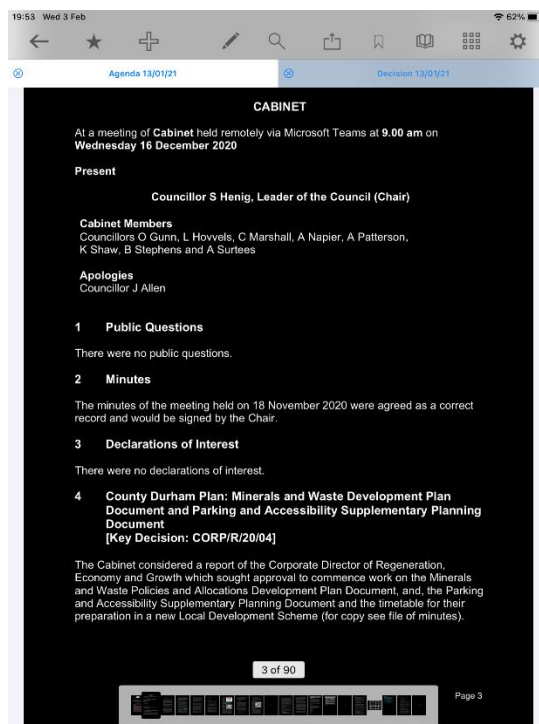 19:53 Wed 3 Feb
62%
Agenda 13/01/21
Decision 13/01/21
CABINET
At a meeting of Cabinet held remotely via Microsoft Teams at 9.00 am on
Wednesday 16 December 2020
Present
Councillor S Henig, Leader of the Council (Chair)
Cabinet Members
Councillors O Gunn, L Hovvels, C Marshall, A Napier, A Patterson,
K Shaw, B Stephens and A Surtees
Apologies
Councillor J Allen
1 Public Questions
There were no public questions.
2 Minutes
The minutes of the meeting held on 18 November 2020 were agreed as a correct
record and would be signed by the Chair.
3 Declarations of Interest
There were no declarations of interest.
4 County Durham Plan: Minerals and Waste Development Plan
Document and Parking and Accessibility Supplementary Planning
Document
[Key Decision: CORP/R/20/04]
The Cabinet considered a report of the Corporate Director of Regeneration,
Economy and Growth which sought approval to commence work on the Minerals
and Waste Policies and Allocations Development Plan Document, and, the Parking
and Accessibility Supplementary Planning Document and the timetable for their
preparation in a new Local Development Scheme (for copy see file of minutes).
3 of 90
Page 3